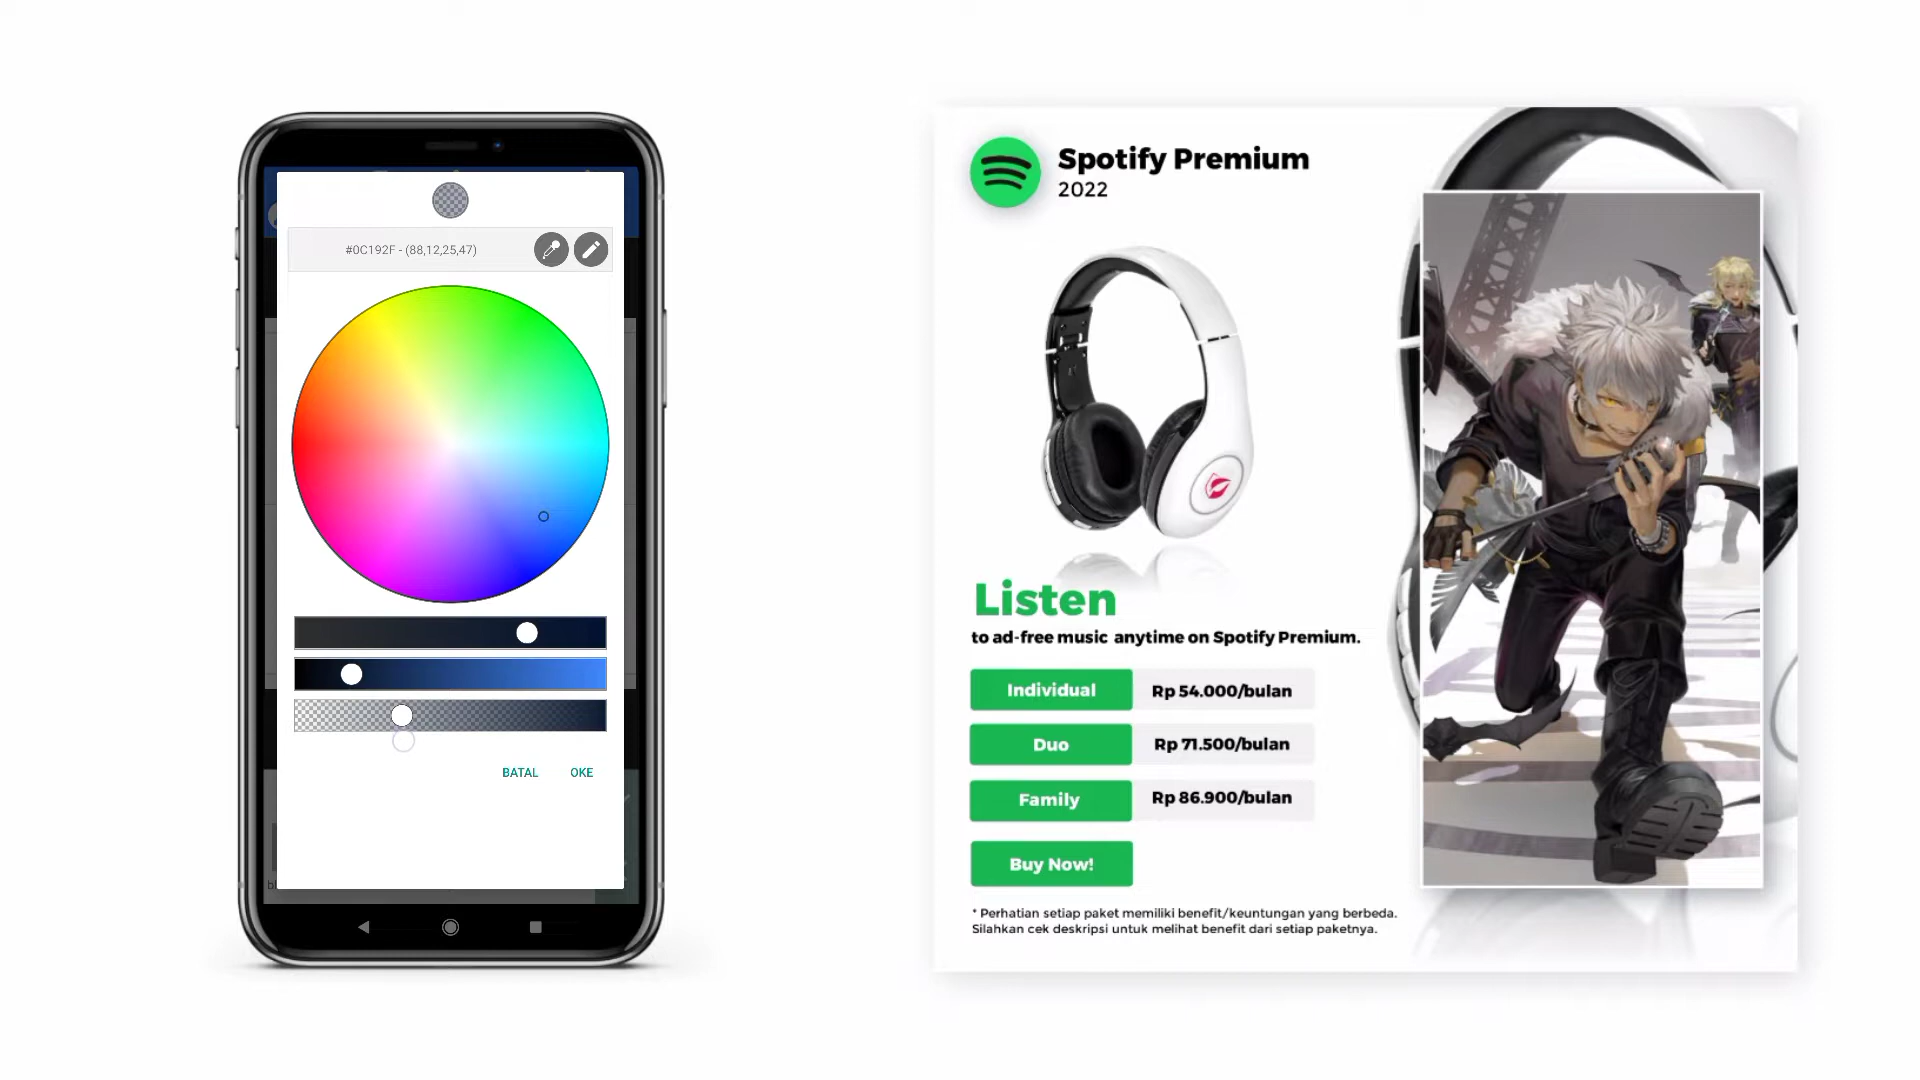 #0C192F - (88,12,25,47)
BATAL OKE
Spotify Premium
2022
Listen
to ad-free music anytime on Spotify Premium.
Individual Rp 54.000/bulan
Duo Rp 71.500/bulan
Family Rp 86.900/bulan
Buy Now!
* Perhatian setiap paket memiliki benefit/keuntungan yang berbeda.
Silahkan cek deskripsi untuk melihat benefit dari setiap paketnya.